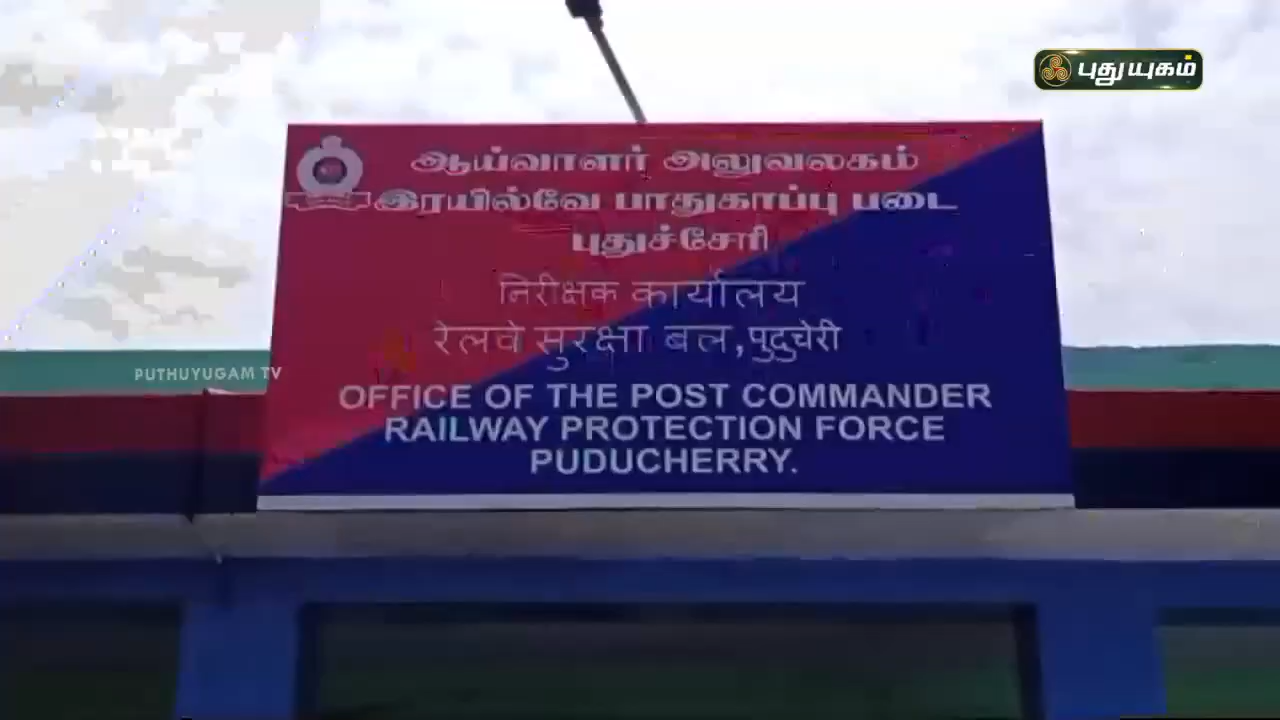 புதுயுகம்
ஆய்வாளர் அலுவலகம்
இரயில்வே பாதுகாப்பு படை
புதுச்சேரி
निरीक्षक कार्यालय
रेलवे सुरक्षा बल,पुदुचेरी
OFFICE OF THE POST COMMANDER
RAILWAY PROTECTION FORCE
PUDUCHERRY.
PUTHUYUGAM TV